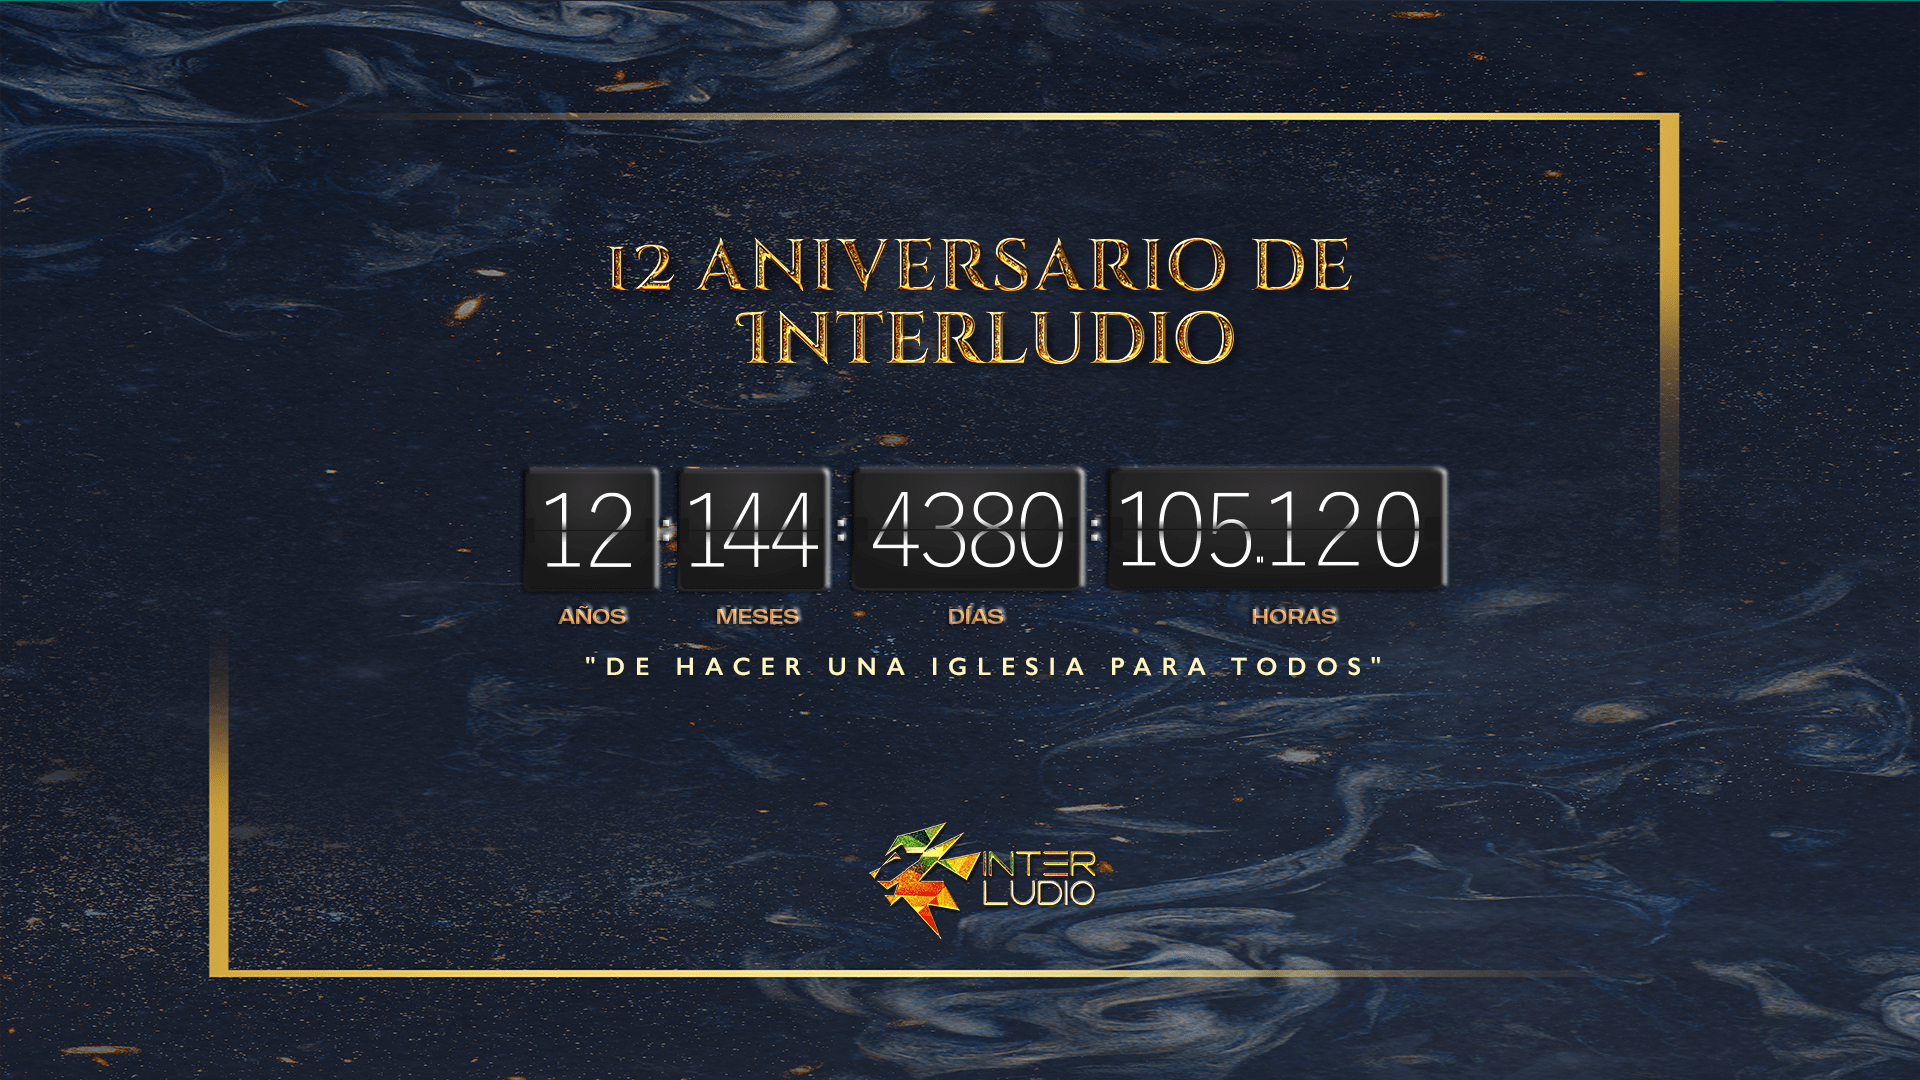 12 ANIVERSARIO DE
INTERLUDIO
12 : 144 : 4380 : 105.120
AÑOS MESES DÍAS HORAS
"DE HACER UNA IGLESIA PARA TODOS"
INTER
LUDIO